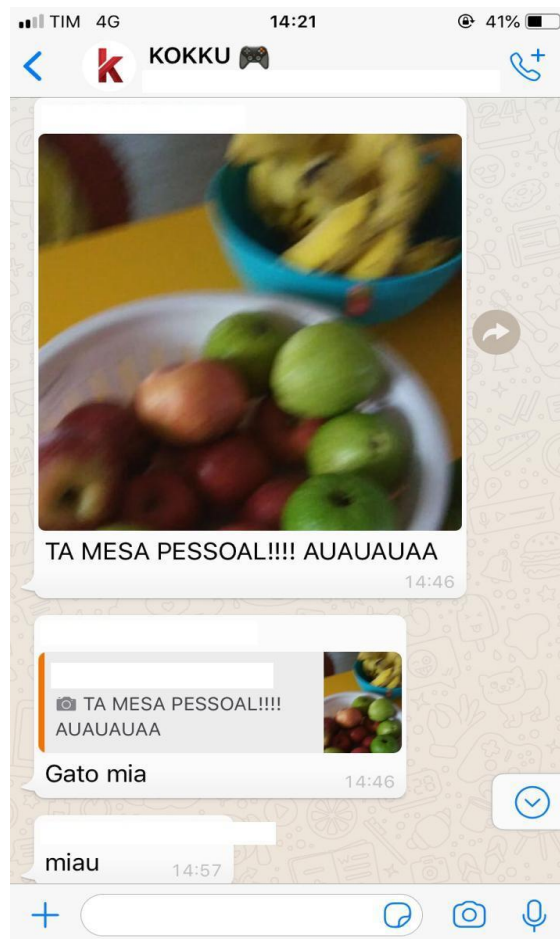 TIM 4G 14:21 41%
k KOKKU 🎮
TA MESA PESSOAL!!!! AUAUAUAA
14:46
TA MESA PESSOAL!!!!
AUAUAUAA
Gato mia 14:46
miau 14:57